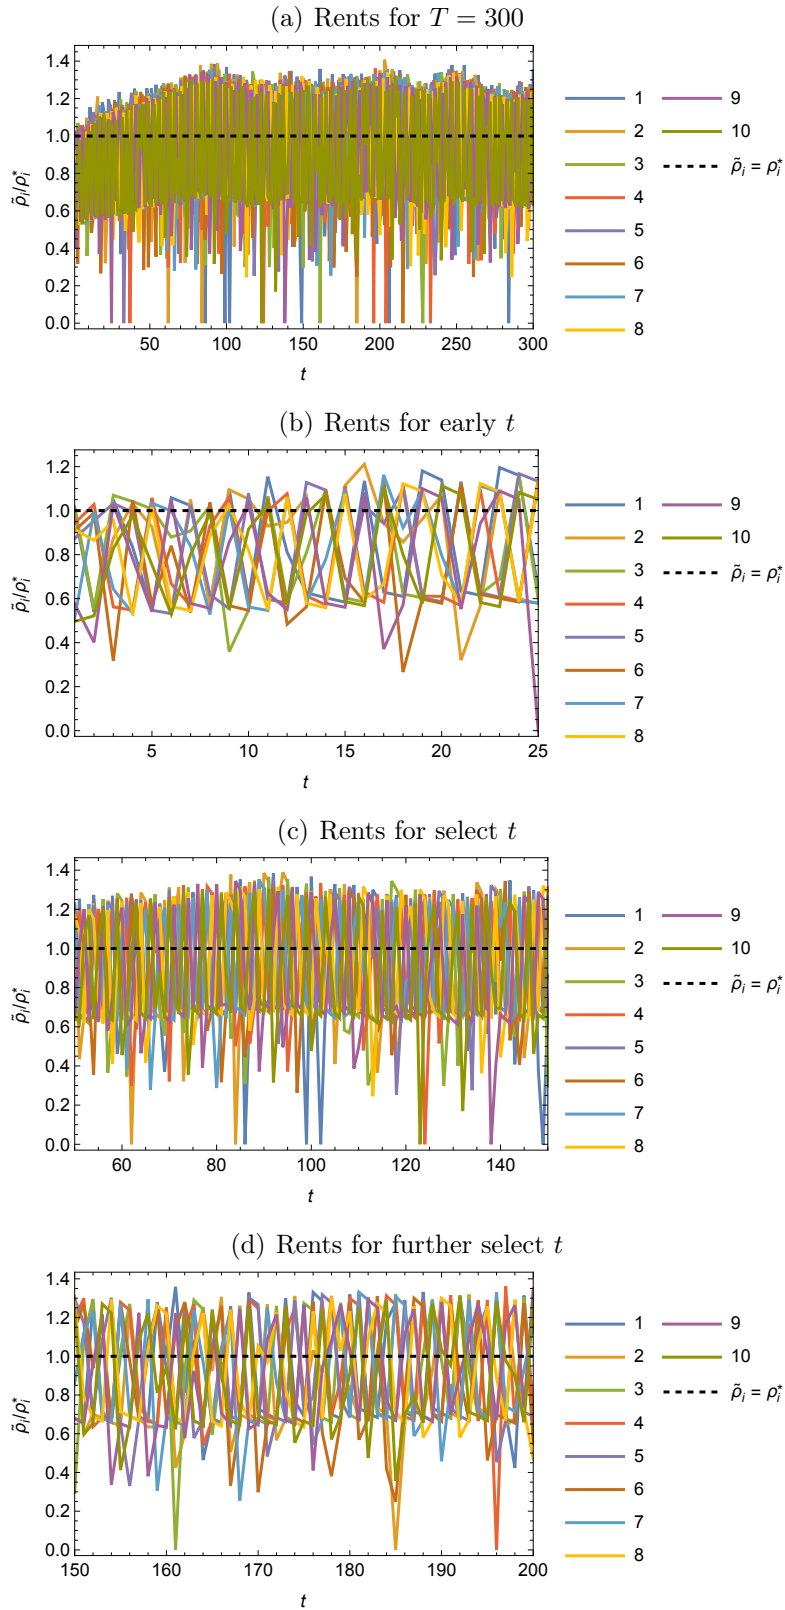 (a) Rents for T = 300
1.4
1.2
1.0
0.8
0.6
0.4
0.2
0.0
ρ̃ᵢ/ρᵢ*
50 100 150 200 250 300
t
1 9
2 10
3 ρ̃ᵢ = ρᵢ*
4
5
6
7
8
(b) Rents for early t
1.2
1.0
0.8
0.6
0.4
0.2
0.0
ρ̃ᵢ/ρᵢ*
5 10 15 20 25
t
1 9
2 10
3 ρ̃ᵢ = ρᵢ*
4
5
6
7
8
(c) Rents for select t
1.4
1.2
1.0
0.8
0.6
0.4
0.2
0.0
ρ̃ᵢ/ρᵢ*
60 80 100 120 140
t
1 9
2 10
3 ρ̃ᵢ = ρᵢ*
4
5
6
7
8
(d) Rents for further select t
1.4
1.2
1.0
0.8
0.6
0.4
0.2
0.0
ρ̃ᵢ/ρᵢ*
150 160 170 180 190 200
t
1 9
2 10
3 ρ̃ᵢ = ρᵢ*
4
5
6
7
8